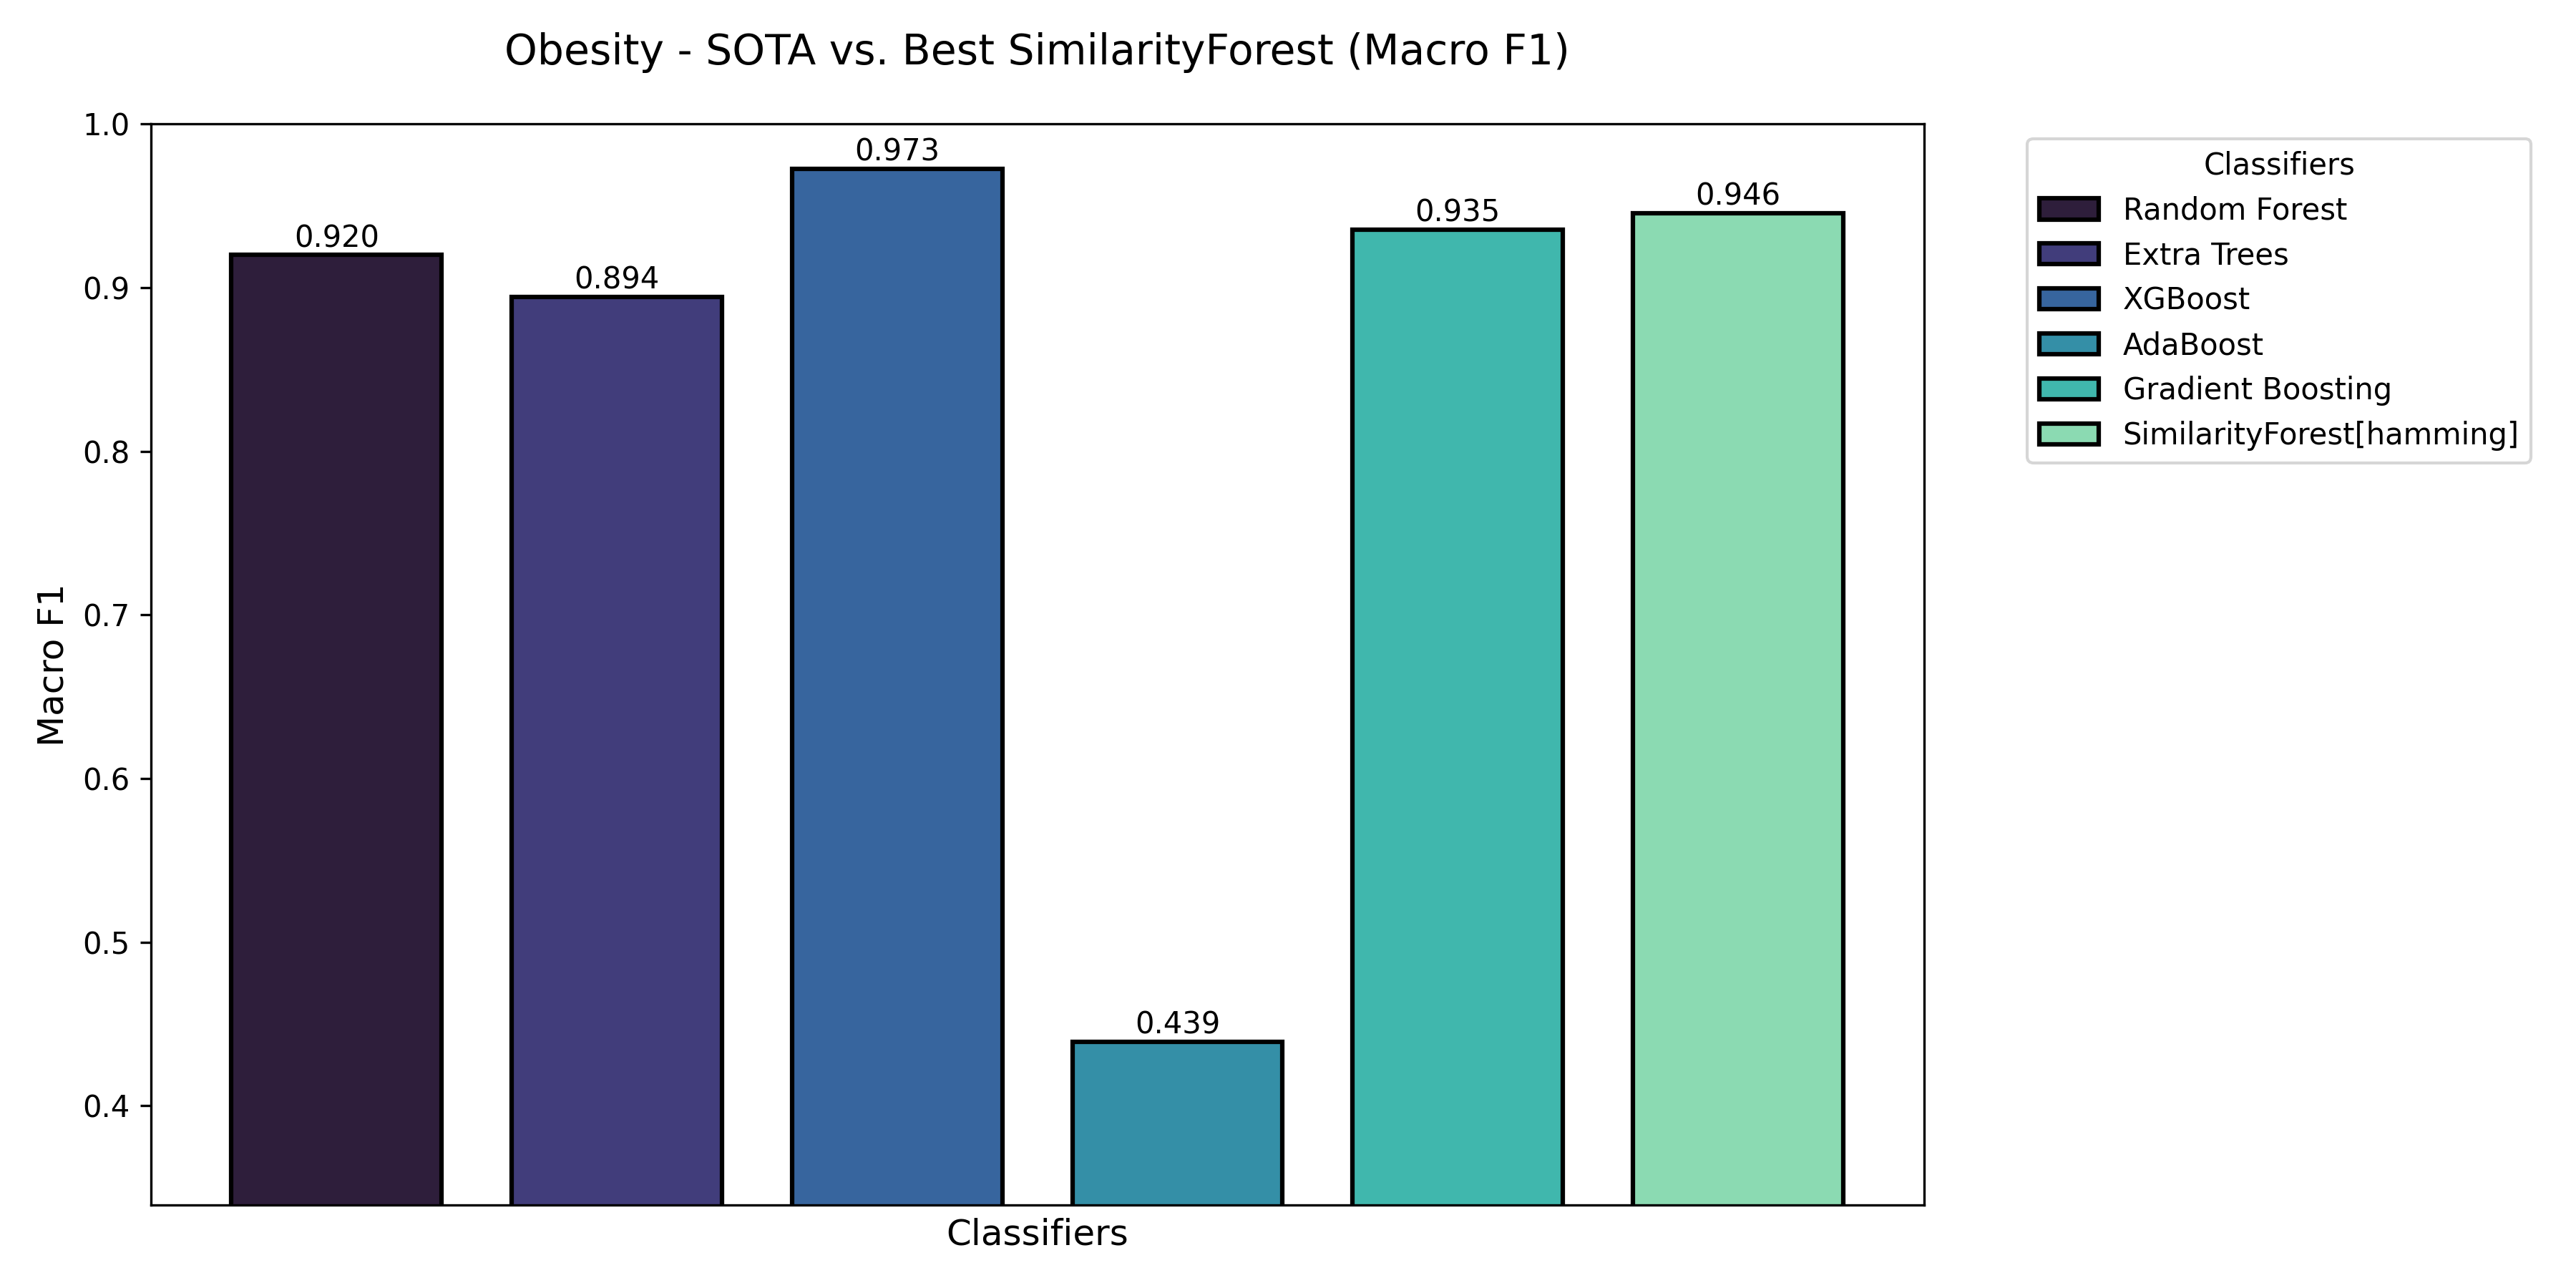 Obesity - SOTA vs. Best SimilarityForest (Macro F1)
Macro F1
1.0
0.9
0.8
0.7
0.6
0.5
0.4
0.920
0.894
0.973
0.439
0.935
0.946
Classifiers
Classifiers
Random Forest
Extra Trees
XGBoost
AdaBoost
Gradient Boosting
SimilarityForest[hamming]